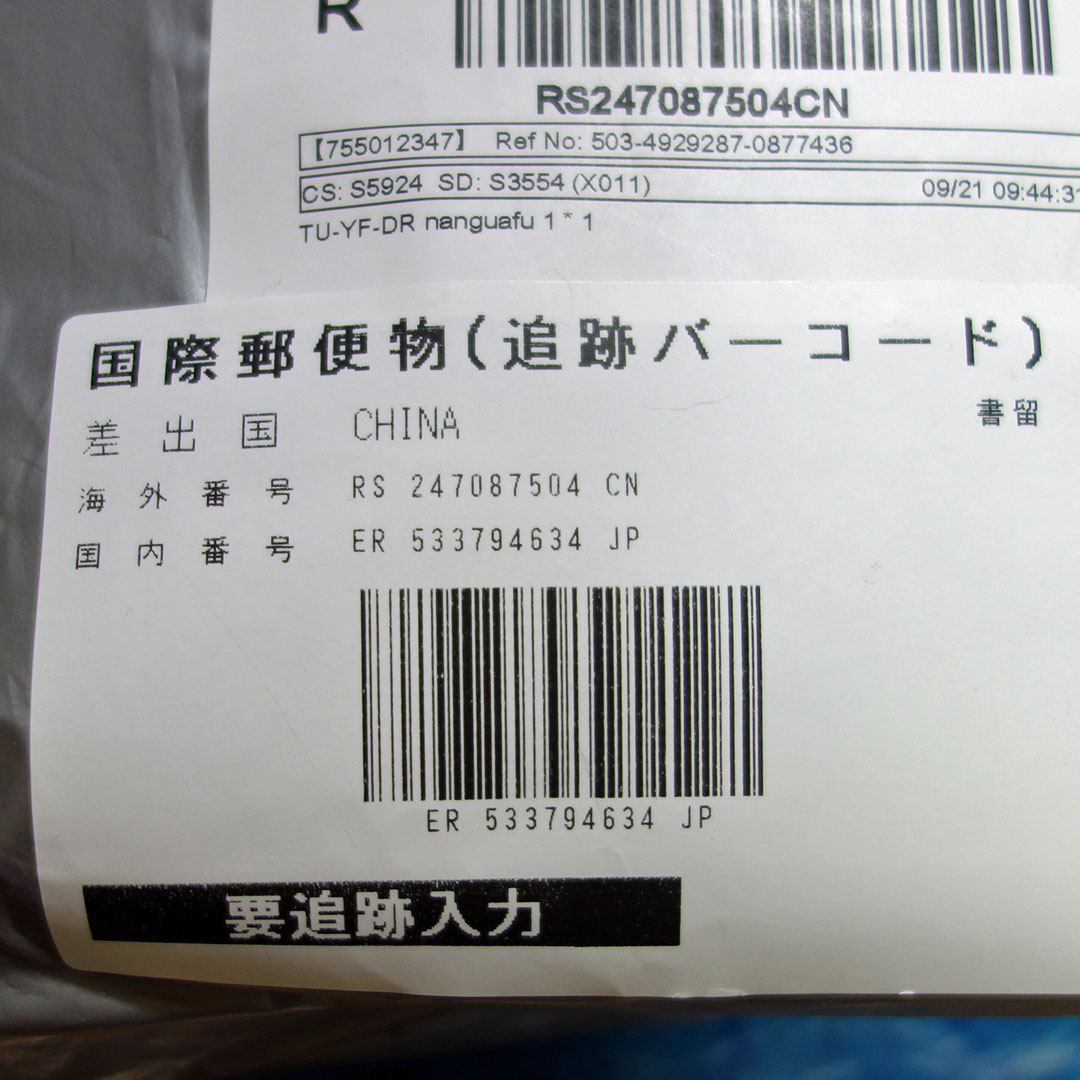 R
RS247087504CN
【755012347】 Ref No: 503-4929287-0877436
CS: S5924 SD: S3554 (X011) 09/21 09:44:31
TU-YF-DR nanguafu 1 * 1
国際郵便物(追跡バーコード)
差出国 CHINA 書留
海外番号 RS 247087504 CN
国内番号 ER 533794634 JP
ER 533794634 JP
要追跡入力